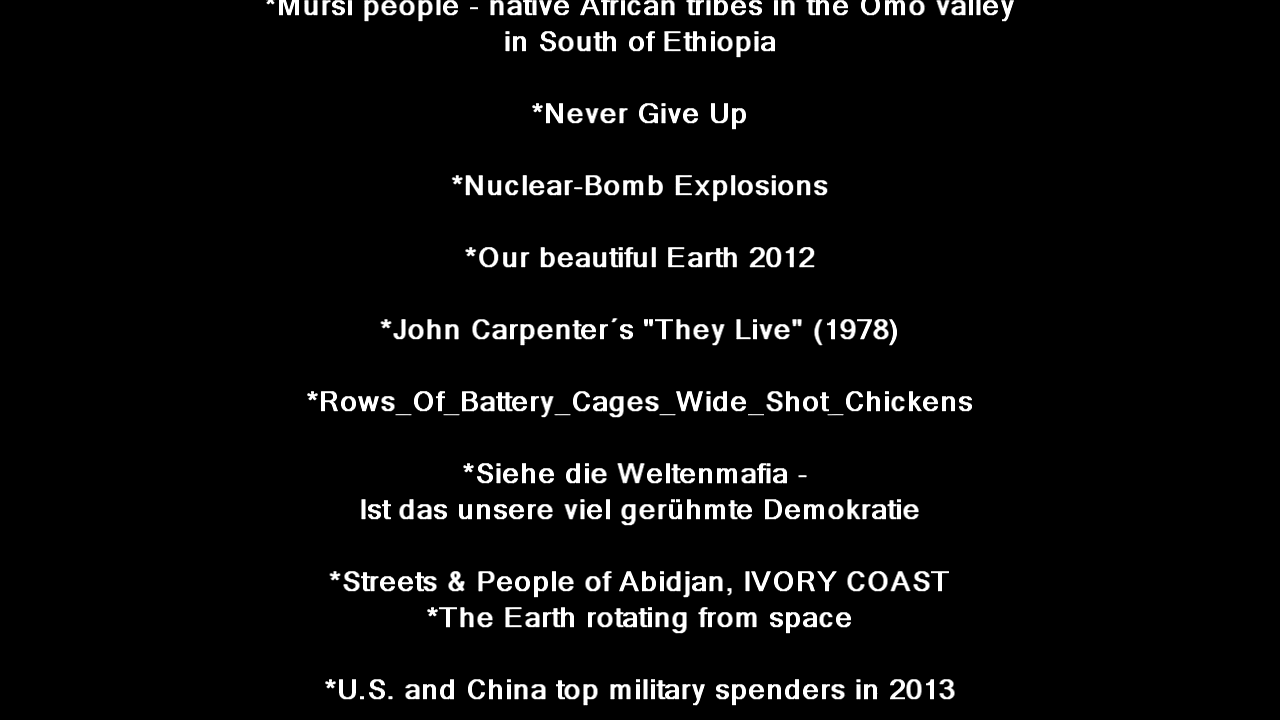 *Mursi people - native African tribes in the Omo valley
in South of Ethiopia
*Never Give Up
*Nuclear-Bomb Explosions
*Our beautiful Earth 2012
*John Carpenter´s "They Live" (1978)
*Rows_Of_Battery_Cages_Wide_Shot_Chickens
*Siehe die Weltenmafia -
Ist das unsere viel gerühmte Demokratie
*Streets & People of Abidjan, IVORY COAST
*The Earth rotating from space
*U.S. and China top military spenders in 2013